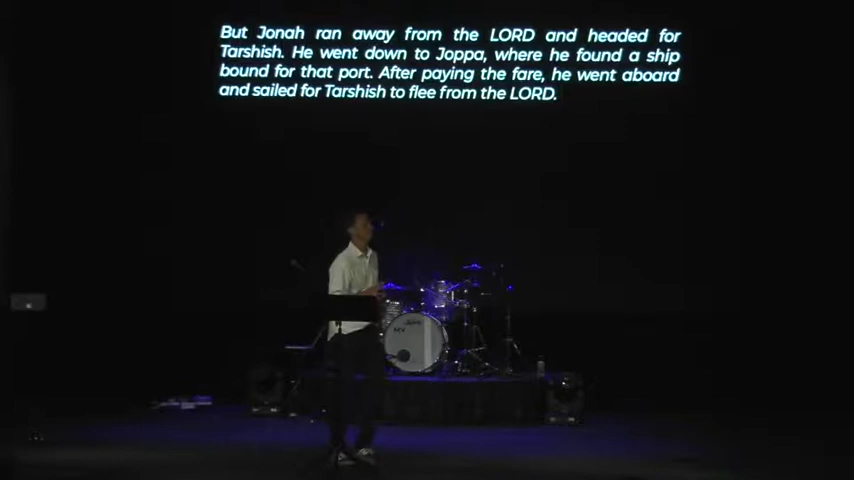 But Jonah ran away from the LORD and headed for
Tarshish. He went down to Joppa, where he found a ship
bound for that port. After paying the fare, he went aboard
and sailed for Tarshish to flee from the LORD.